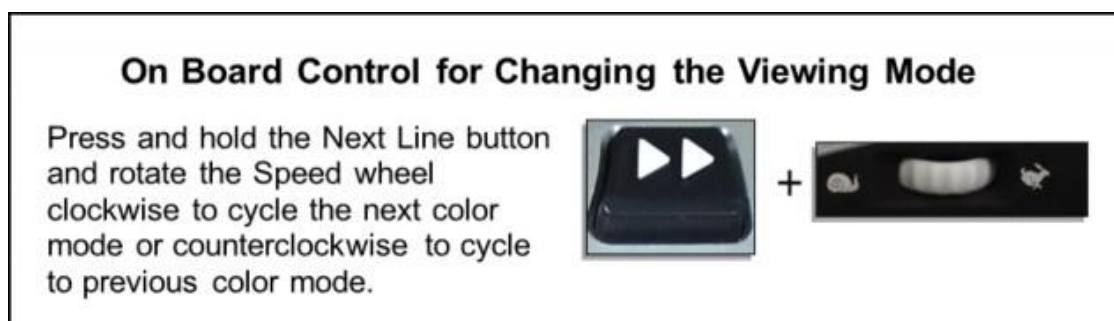 On Board Control for Changing the Viewing Mode
Press and hold the Next Line button
and rotate the Speed wheel
clockwise to cycle the next color
mode or counterclockwise to cycle
to previous color mode.
+